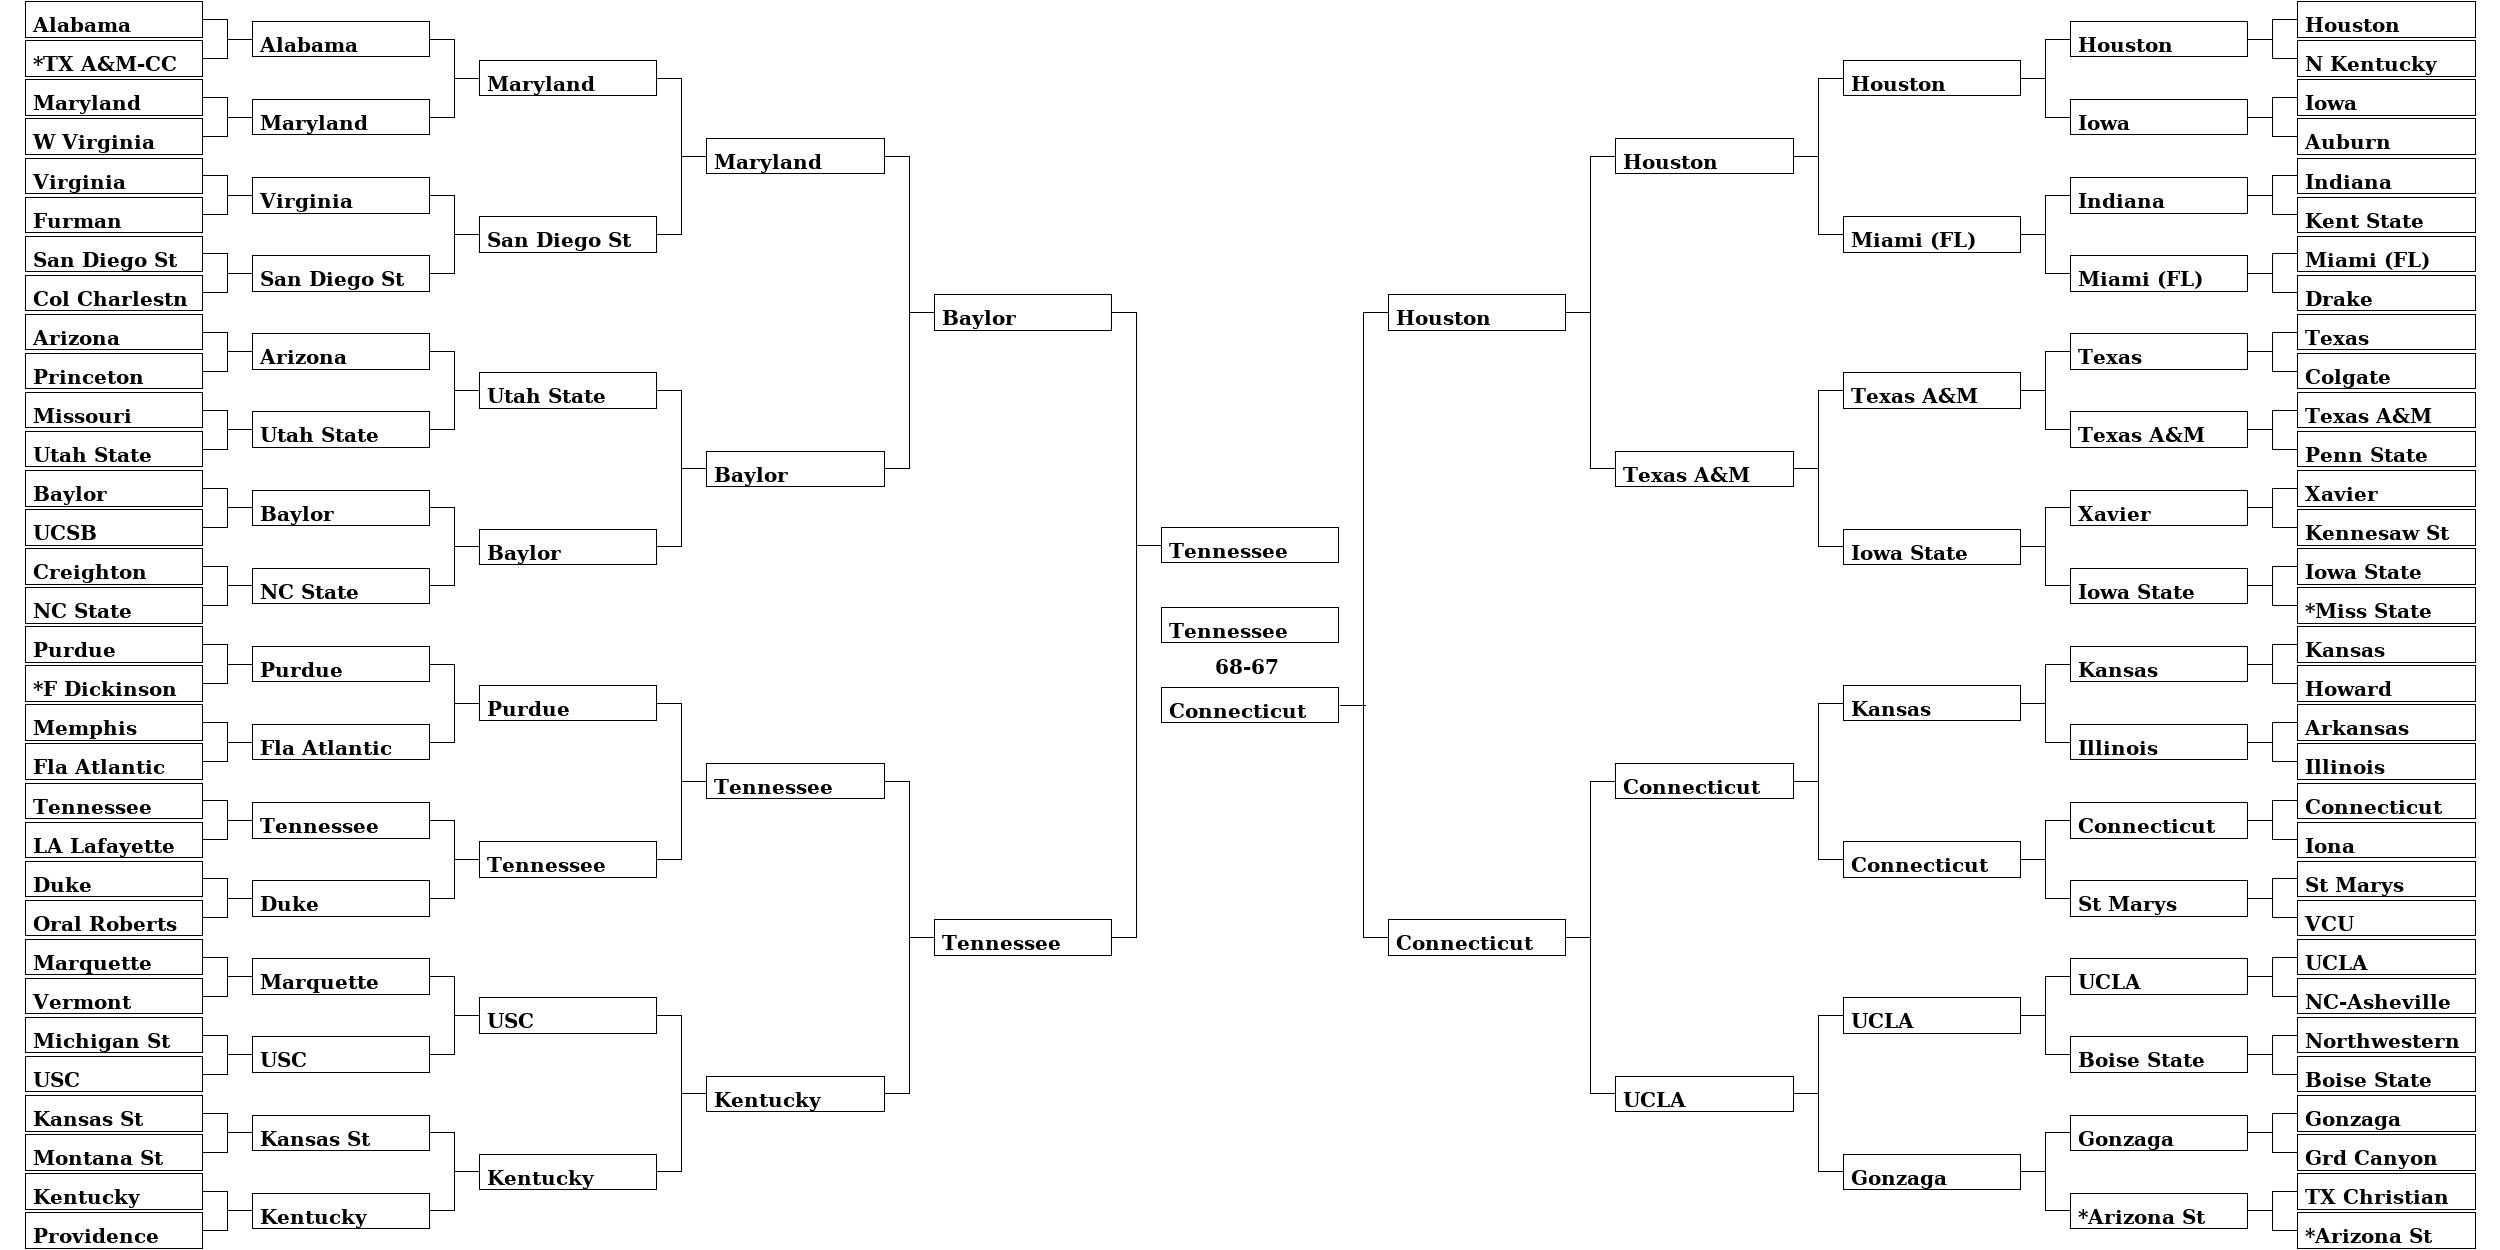 Alabama
*TX A&M-CC
Maryland
W Virginia
Virginia
Furman
San Diego St
Col Charlestn
Arizona
Princeton
Missouri
Utah State
Baylor
UCSB
Creighton
NC State
Purdue
*F Dickinson
Memphis
Fla Atlantic
Tennessee
LA Lafayette
Duke
Oral Roberts
Marquette
Vermont
Michigan St
USC
Kansas St
Montana St
Kentucky
Providence
Alabama
Maryland
Virginia
San Diego St
Arizona
Utah State
Baylor
NC State
Purdue
Fla Atlantic
Tennessee
Duke
Marquette
USC
Kansas St
Kentucky
Maryland
San Diego St
Utah State
Baylor
Purdue
Tennessee
USC
Kentucky
Maryland
Baylor
Tennessee
Kentucky
Baylor
Tennessee
Tennessee
Tennessee
68-67
Connecticut
Houston
Connecticut
Houston
Texas A&M
Connecticut
UCLA
Houston
Miami (FL)
Texas A&M
Iowa State
Kansas
Connecticut
UCLA
Gonzaga
Houston
Iowa
Indiana
Miami (FL)
Texas
Texas A&M
Xavier
Iowa State
Kansas
Illinois
Connecticut
St Marys
UCLA
Boise State
Gonzaga
*Arizona St
Houston
N Kentucky
Iowa
Auburn
Indiana
Kent State
Miami (FL)
Drake
Texas
Colgate
Texas A&M
Penn State
Xavier
Kennesaw St
Iowa State
*Miss State
Kansas
Howard
Arkansas
Illinois
Connecticut
Iona
St Marys
VCU
UCLA
NC-Asheville
Northwestern
Boise State
Gonzaga
Grd Canyon
TX Christian
*Arizona St